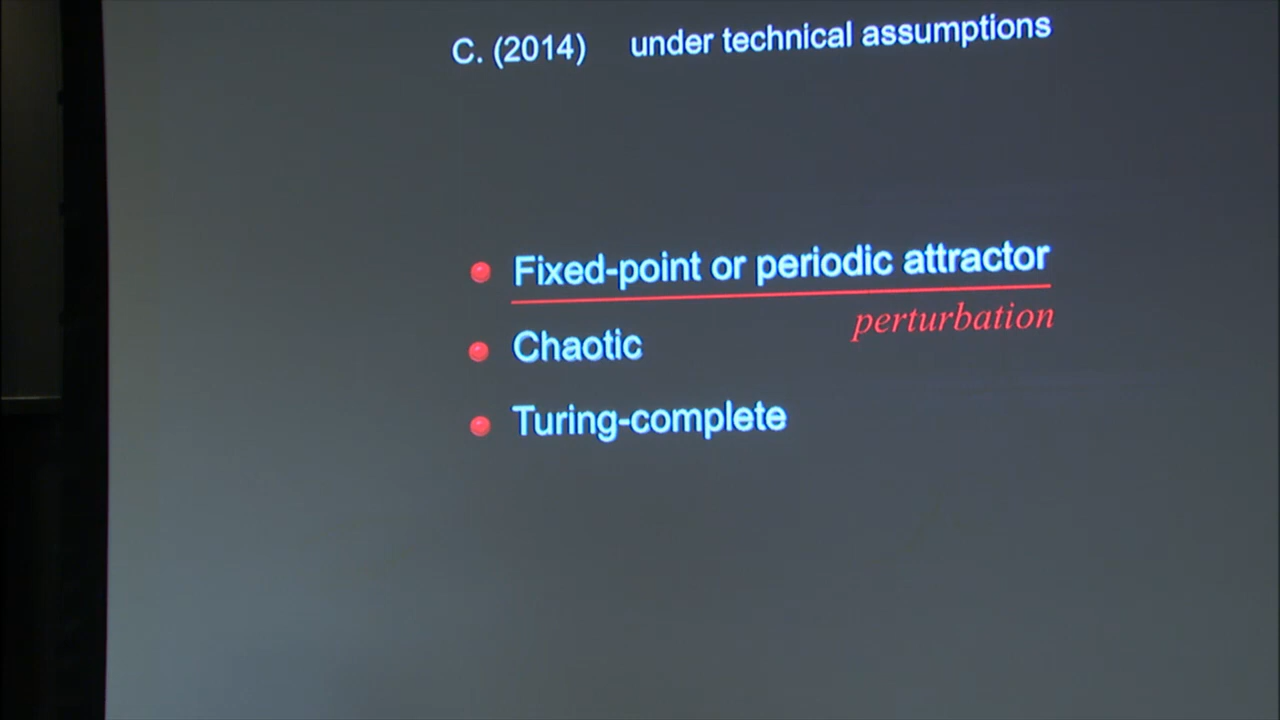 C. (2014) under technical assumptions
Fixed-point or periodic attractor
perturbation
Chaotic
Turing-complete